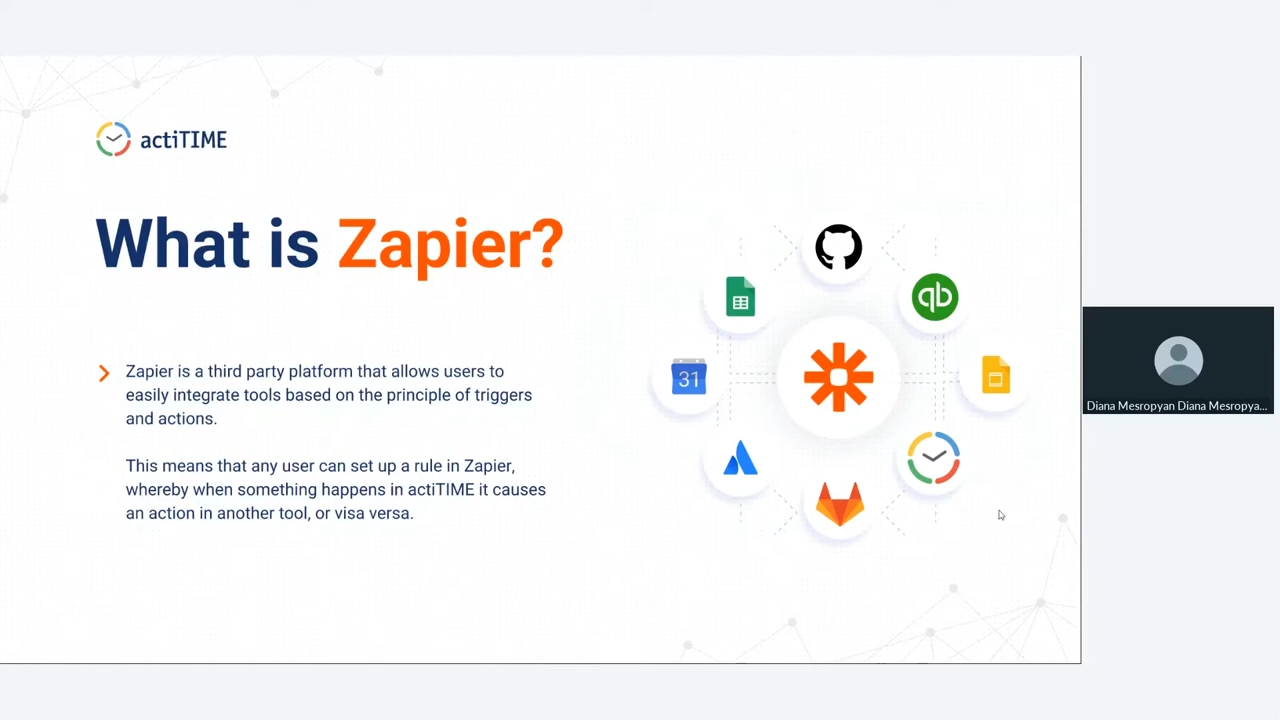 actiTIME
What is Zapier?
Zapier is a third party platform that allows users to
easily integrate tools based on the principle of triggers
and actions.
This means that any user can set up a rule in Zapier,
whereby when something happens in actiTIME it causes
an action in another tool, or visa versa.
qb
31
Diana Mesropyan Diana Mesropya...